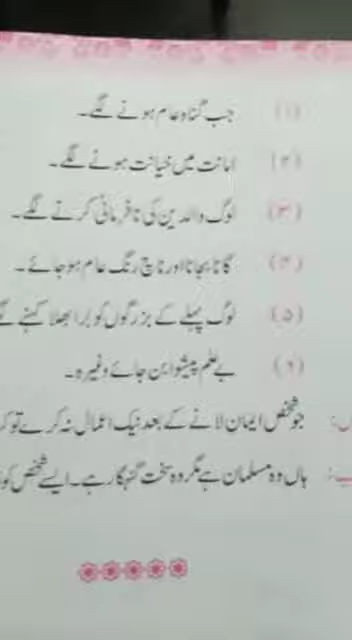 (۱) جب گناہ عام ہونے لگے۔
(۲) امانت میں خیانت ہونے لگے۔
(۳) لوگ والدین کی نافرمانی کرنے لگے۔
(۴) گانا بجانا اور ناچ رنگ عام ہو جائے۔
(۵) لوگ پہلے کے بزرگوں کو برا بھلا کہنے
(۶) بے علم پیشوا بن جائے وغیرہ۔
جو شخص ایمان لانے کے بعد نیک اعمال نہ کرے تو
ہاں وہ مسلمان ہے مگر وہ سخت گنہگار ہے۔ ایسے شخص کو